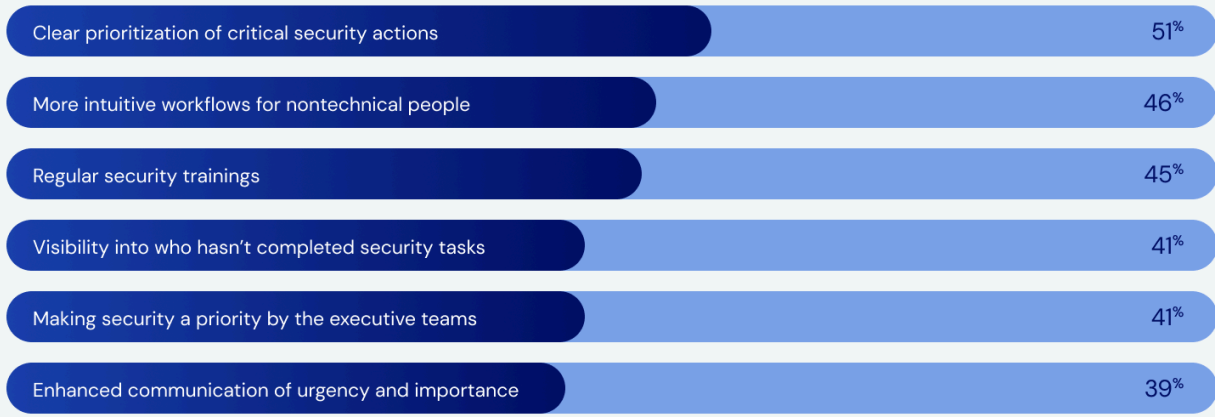 Clear prioritization of critical security actions 51%
More intuitive workflows for nontechnical people 46%
Regular security trainings 45%
Visibility into who hasn’t completed security tasks 41%
Making security a priority by the executive teams 41%
Enhanced communication of urgency and importance 39%